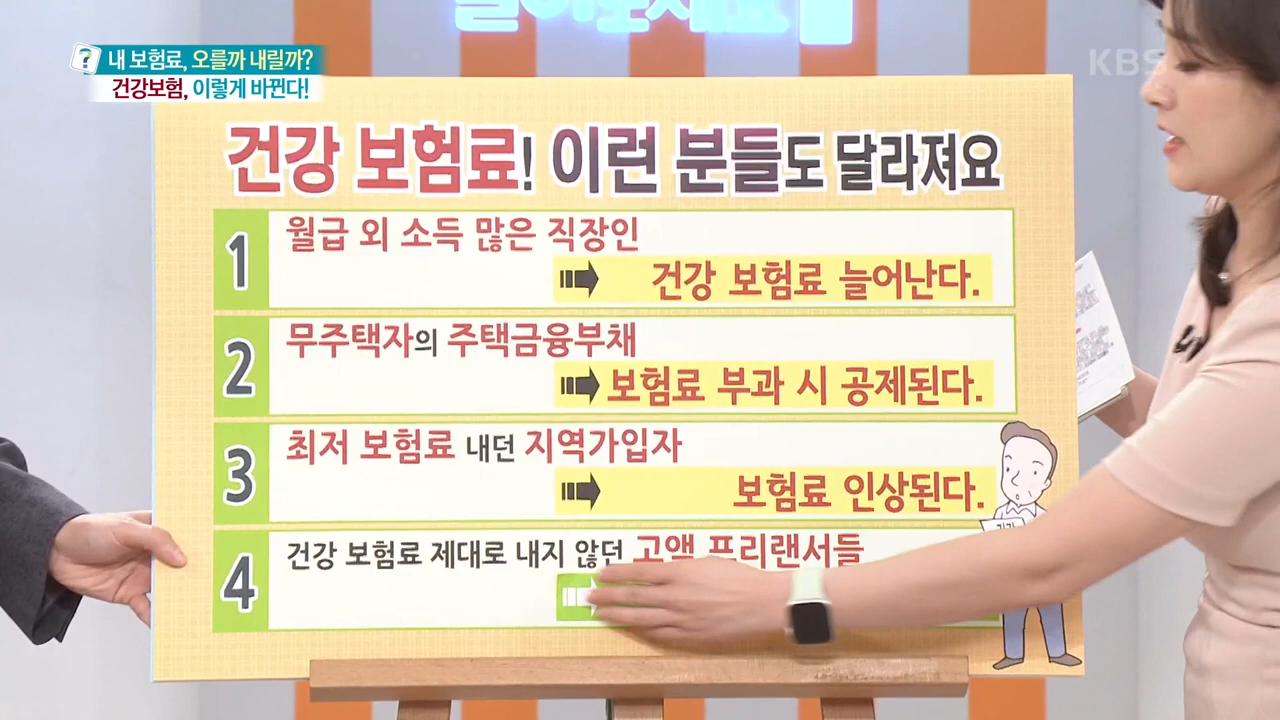 내 보험료, 오를까 내릴까?
건강보험, 이렇게 바뀐다!
KBS
건강 보험료! 이런 분들도 달라져요
1 월급 외 소득 많은 직장인
건강 보험료 늘어난다.
2 무주택자의 주택금융부채
보험료 부과 시 공제된다.
3 최저 보험료 내던 지역가입자
보험료 인상된다.
4 건강 보험료 제대로 내지 않던 고액 프리랜서들